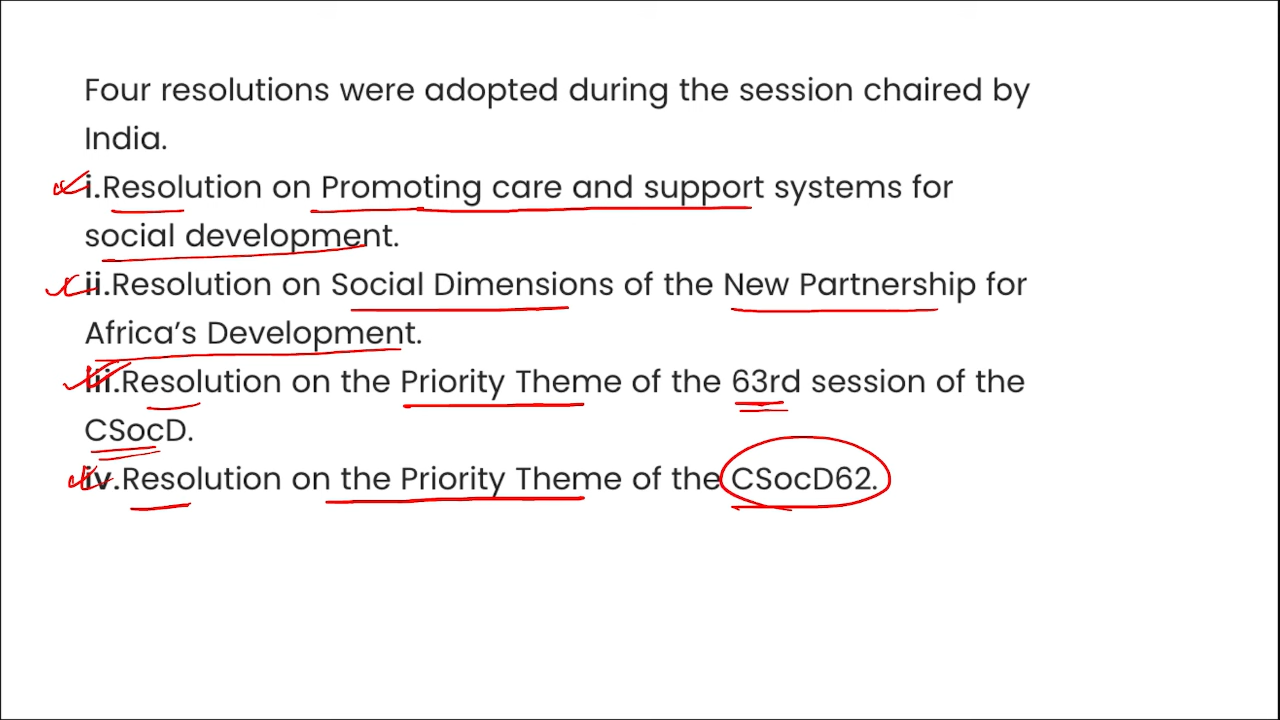 Four resolutions were adopted during the session chaired by
India.
i.Resolution on Promoting care and support systems for
social development.
ii.Resolution on Social Dimensions of the New Partnership for
Africa’s Development.
iii.Resolution on the Priority Theme of the 63rd session of the
CSocD.
iv.Resolution on the Priority Theme of the CSocD62.